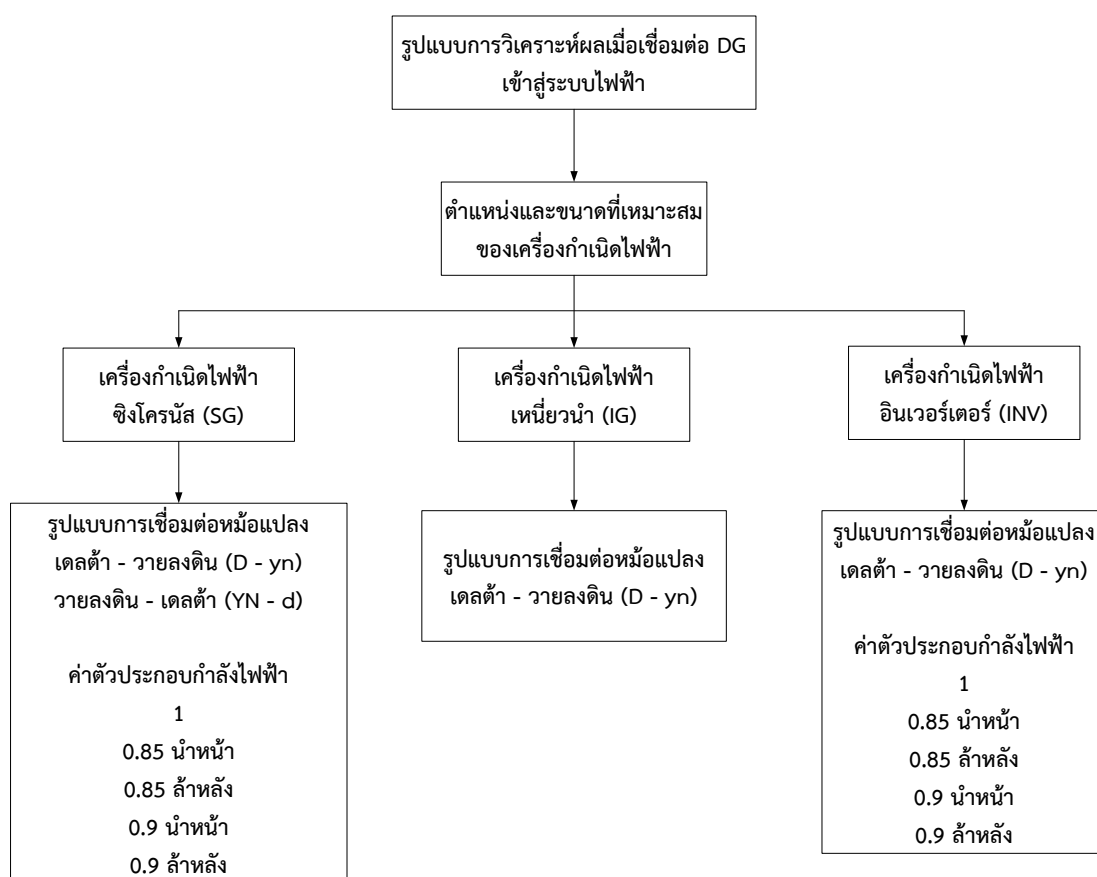 รูปแบบการวิเคราะห์ผลเมื่อเชื่อมต่อ DG
เข้าสู่ระบบไฟฟ้า
ตำแหน่งและขนาดที่เหมาะสม
ของเครื่องกำเนิดไฟฟ้า
เครื่องกำเนิดไฟฟ้า
ซิงโครนัส (SG)
เครื่องกำเนิดไฟฟ้า
เหนี่ยวนำ (IG)
เครื่องกำเนิดไฟฟ้า
อินเวอร์เตอร์ (INV)
รูปแบบการเชื่อมต่อหม้อแปลง
เดลต้า - วายลงดิน (D - yn)
วายลงดิน - เดลต้า (YN - d)
ค่าตัวประกอบกำลังไฟฟ้า
1
0.85 นำหน้า
0.85 ล้าหลัง
0.9 นำหน้า
0.9 ล้าหลัง
รูปแบบการเชื่อมต่อหม้อแปลง
เดลต้า - วายลงดิน (D - yn)
รูปแบบการเชื่อมต่อหม้อแปลง
เดลต้า - วายลงดิน (D - yn)
ค่าตัวประกอบกำลังไฟฟ้า
1
0.85 นำหน้า
0.85 ล้าหลัง
0.9 นำหน้า
0.9 ล้าหลัง